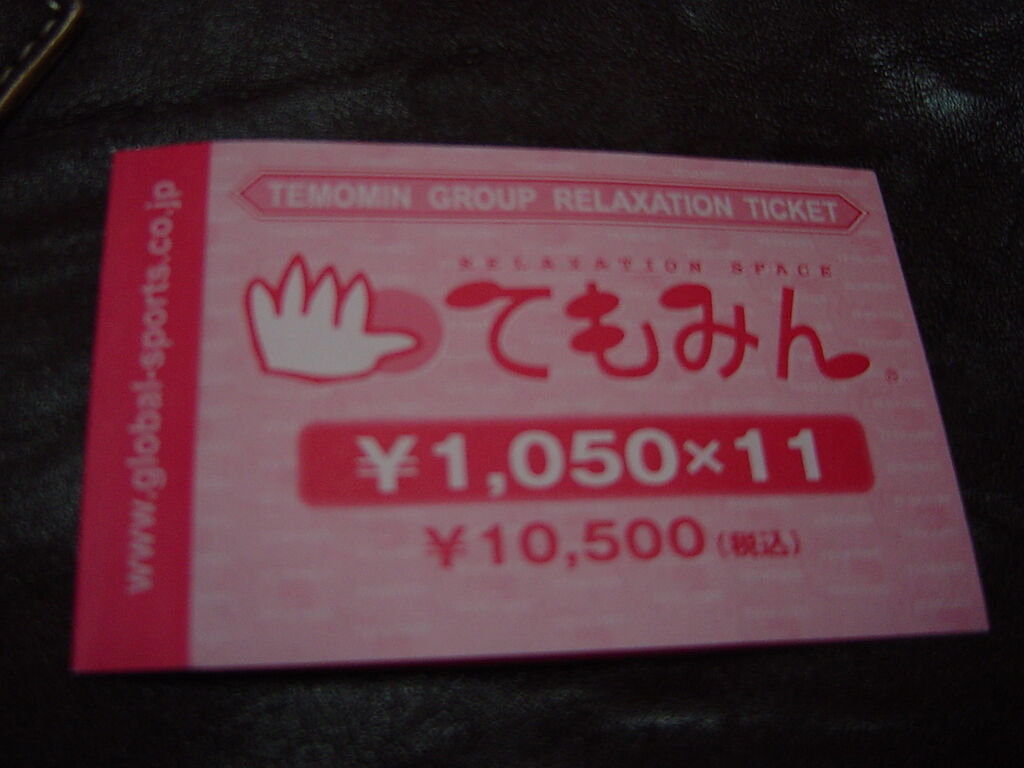 TEMOMIN GROUP RELAXATION TICKET
RELAXATION SPACE
てもみん®
¥1,050×11
¥10,500(税込)
www.global-sports.co.jp